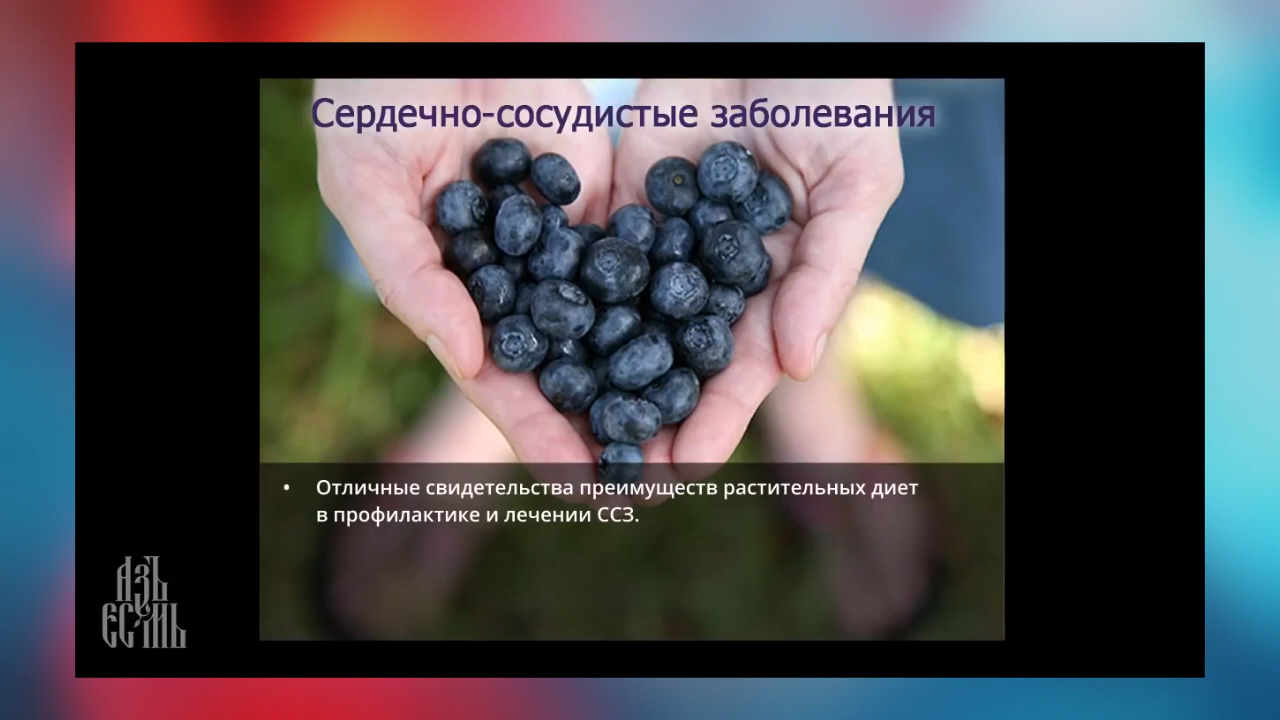 Сердечно-сосудистые заболевания
• Отличные свидетельства преимуществ растительных диет
в профилактике и лечении ССЗ.
АЗЪ
ЕСМЬ